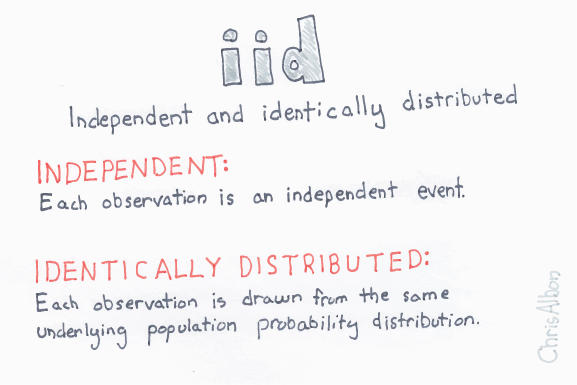 iid
Independent and identically distributed
INDEPENDENT:
Each observation is an independent event.
IDENTICALLY DISTRIBUTED:
Each observation is drawn from the same
underlying population probability distribution.
ChrisAlbon